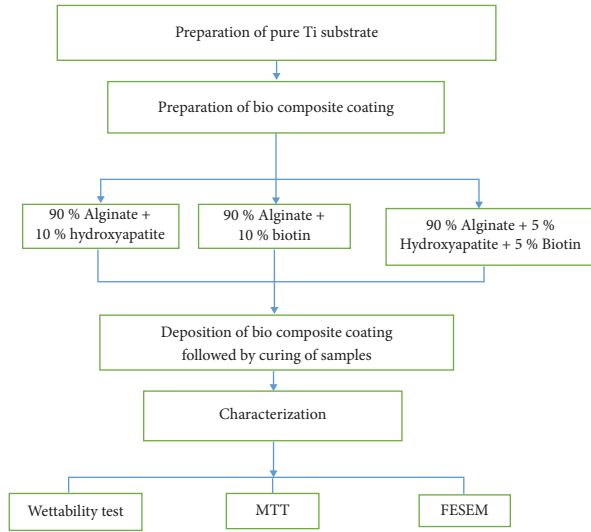 Preparation of pure Ti substrate
Preparation of bio composite coating
90 % Alginate +
10 % hydroxyapatite
90 % Alginate +
10 % biotin
90 % Alginate + 5 %
Hydroxyapatite + 5 % Biotin
Deposition of bio composite coating
followed by curing of samples
Characterization
Wettability test
MTT
FESEM